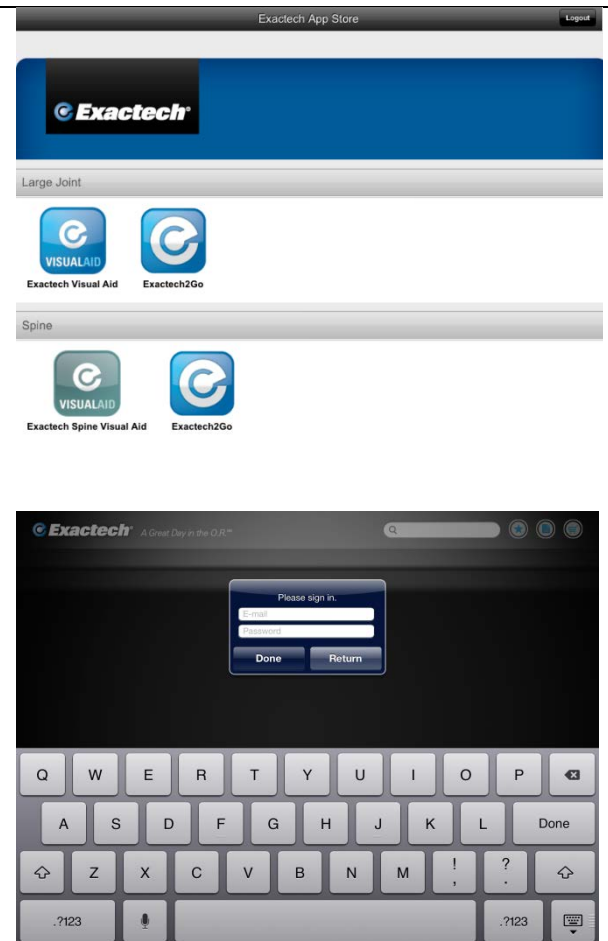 Exactech App Store
Logout
Exactech®
Large Joint
VISUALAID
Exactech Visual Aid Exactech2Go
Spine
VISUALAID
Exactech Spine Visual Aid Exactech2Go
Exactech® A Great Day in the O.R.™
Please sign in.
E-mail
Password
Done Return
Q W E R T Y U I O P
A S D F G H J K L Done
Z X C V B N M ! , ? .
.?123 .?123